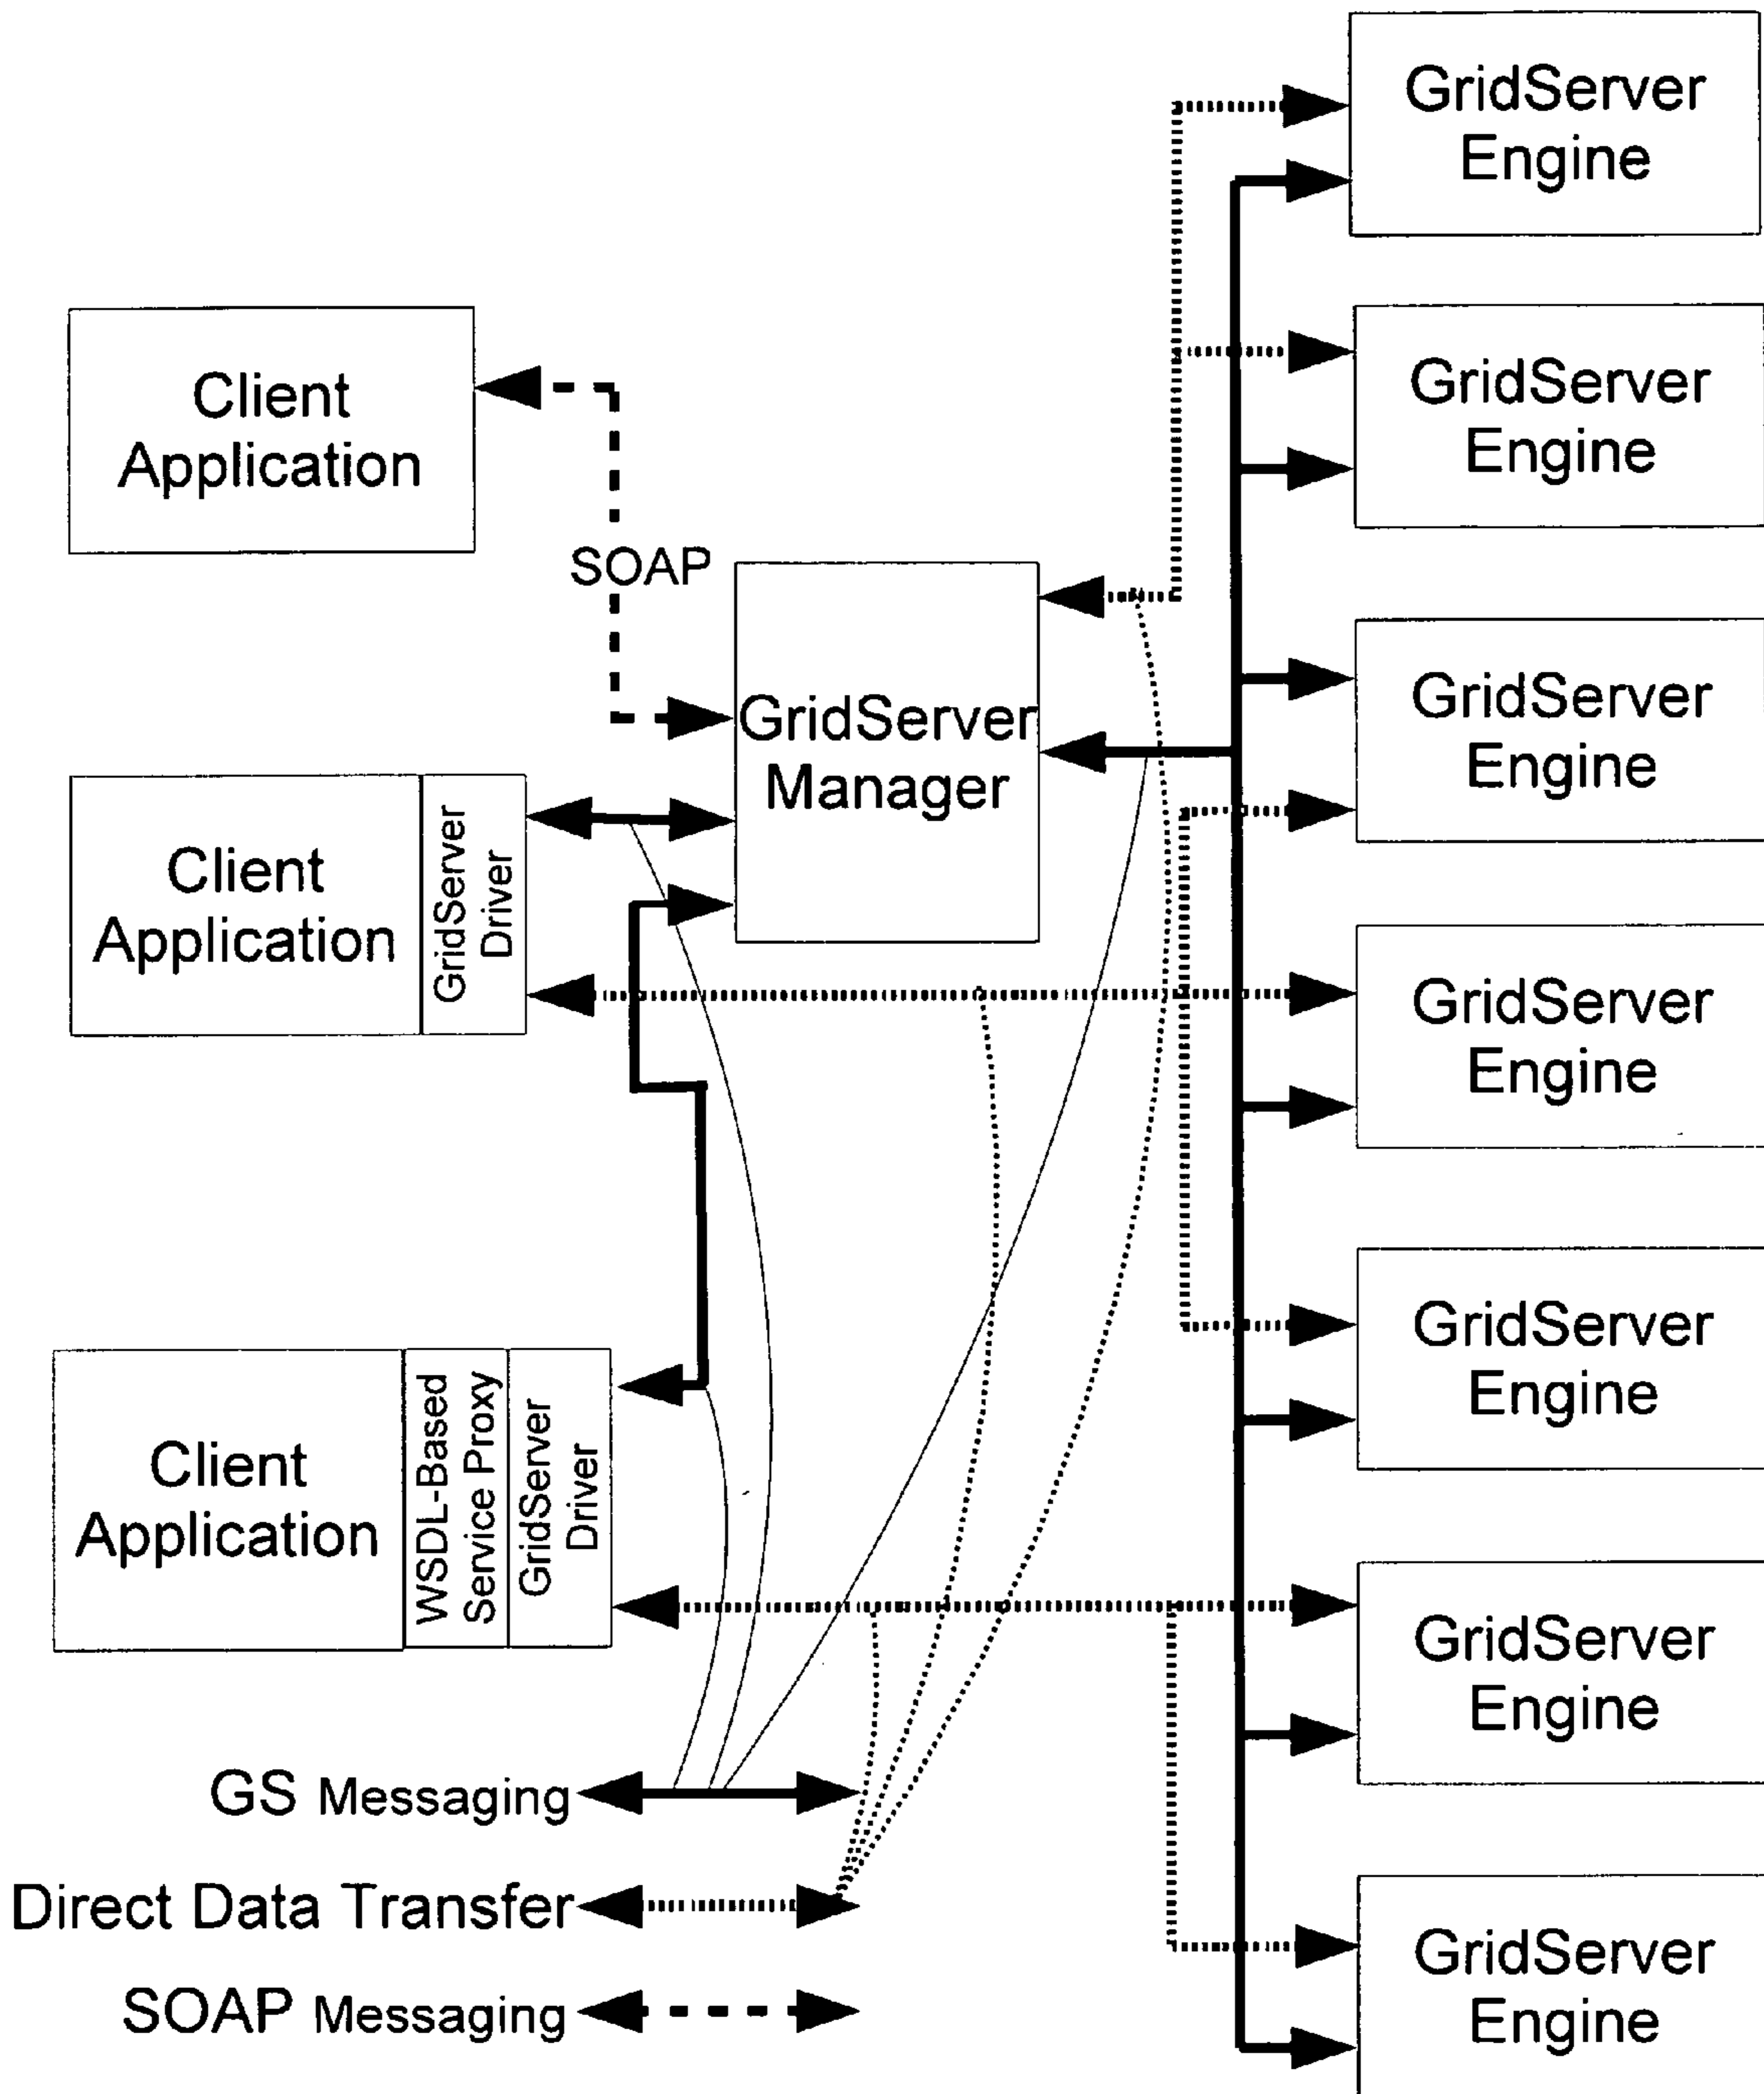 GridServer
Engine
GridServer
Engine
Client
Application
SOAP
GridServer
Manager
GridServer
Engine
Client
Application
GridServer
Driver
GridServer
Engine
GridServer
Engine
Client
Application
WSDL-Based
Service Proxy
GridServer
Driver
GridServer
Engine
GS Messaging
Direct Data Transfer
GridServer
Engine
SOAP Messaging